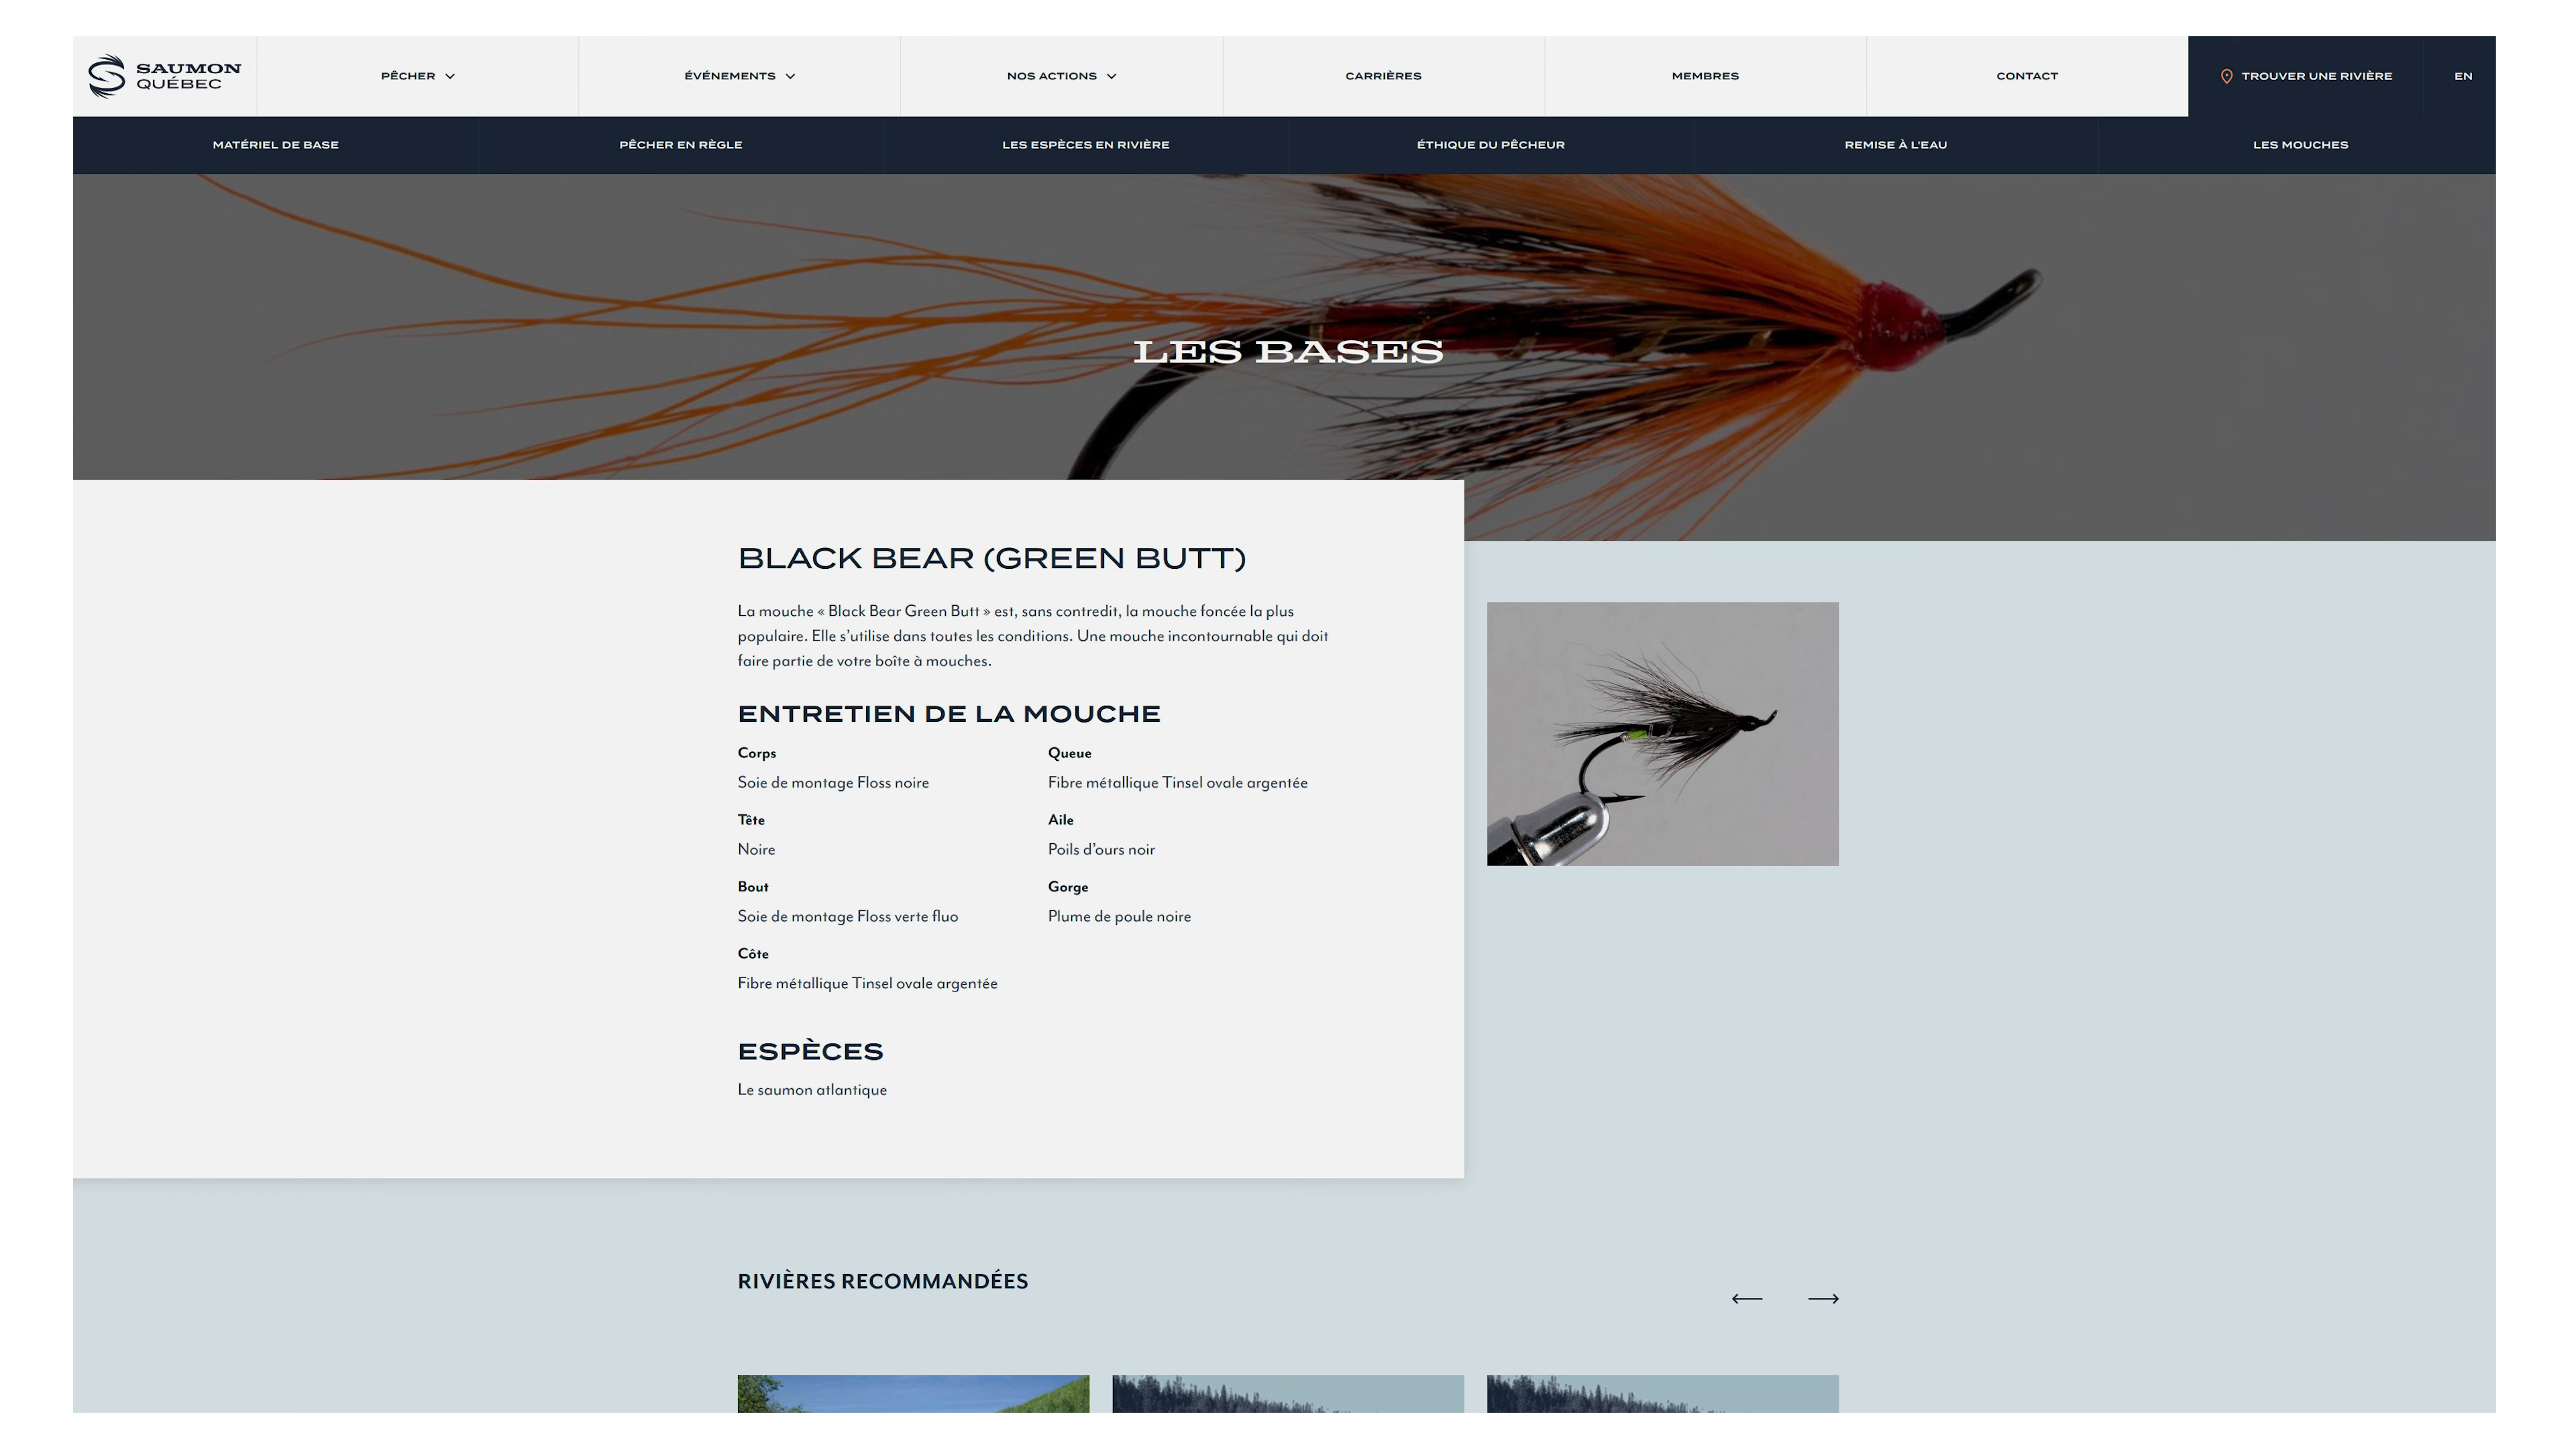 SAUMON
QUÉBEC
PÊCHER
ÉVÉNEMENTS
NOS ACTIONS
CARRIÈRES
MEMBRES
CONTACT
TROUVER UNE RIVIÈRE
EN
MATÉRIEL DE BASE
PÊCHER EN RÈGLE
LES ESPÈCES EN RIVIÈRE
ÉTHIQUE DU PÊCHEUR
REMISE À L'EAU
LES MOUCHES
LES BASES
BLACK BEAR (GREEN BUTT)
La mouche « Black Bear Green Butt » est, sans contredit, la mouche foncée la plus
populaire. Elle s’utilise dans toutes les conditions. Une mouche incontournable qui doit
faire partie de votre boîte à mouches.
ENTRETIEN DE LA MOUCHE
Corps
Soie de montage Floss noire
Queue
Fibre métallique Tinsel ovale argentée
Tête
Noire
Aile
Poils d’ours noir
Bout
Soie de montage Floss verte fluo
Gorge
Plume de poule noire
Côte
Fibre métallique Tinsel ovale argentée
ESPÈCES
Le saumon atlantique
RIVIÈRES RECOMMANDÉES